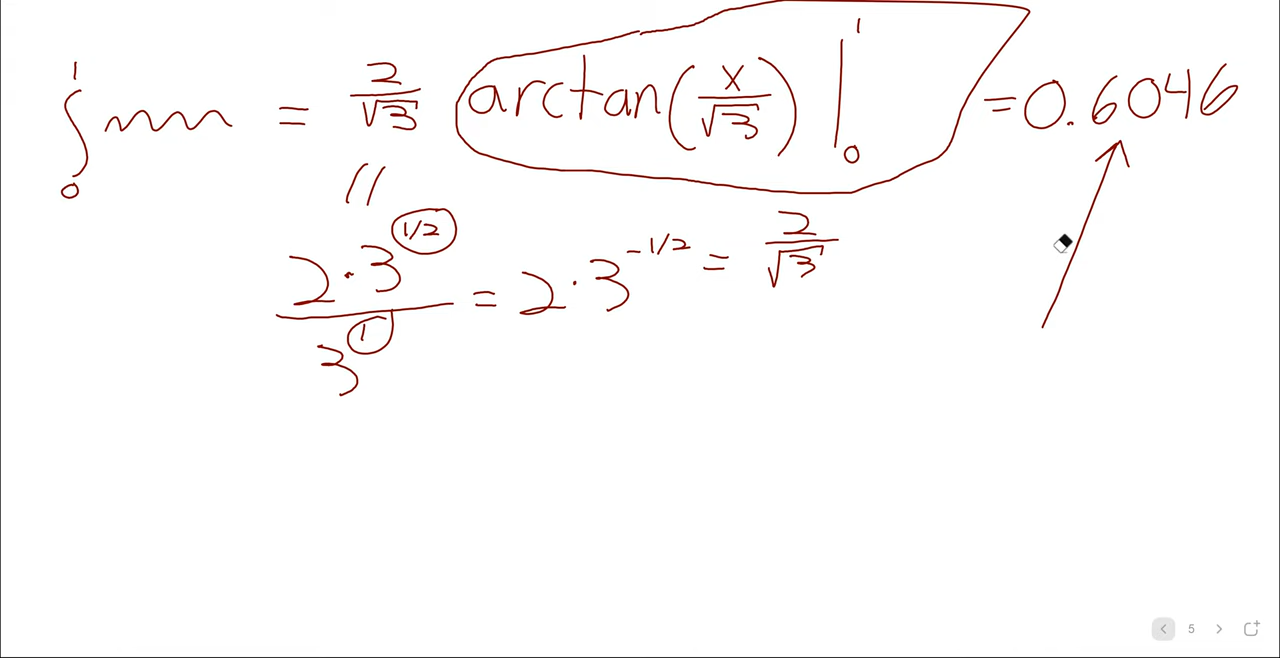 ∫₀¹ = 2/√3 arctan(x/√3) |₀¹ = 0.6046
||
2·3^(1/2) / 3^(1) = 2·3^(-1/2) = 2/√3
5